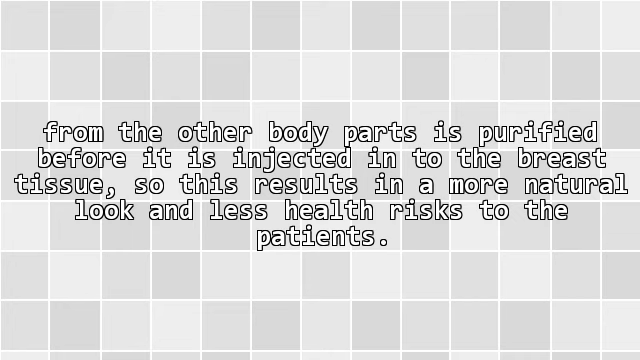 from the other body parts is purified
before it is injected in to the breast
tissue, so this results in a more natural
look and less health risks to the
patients.